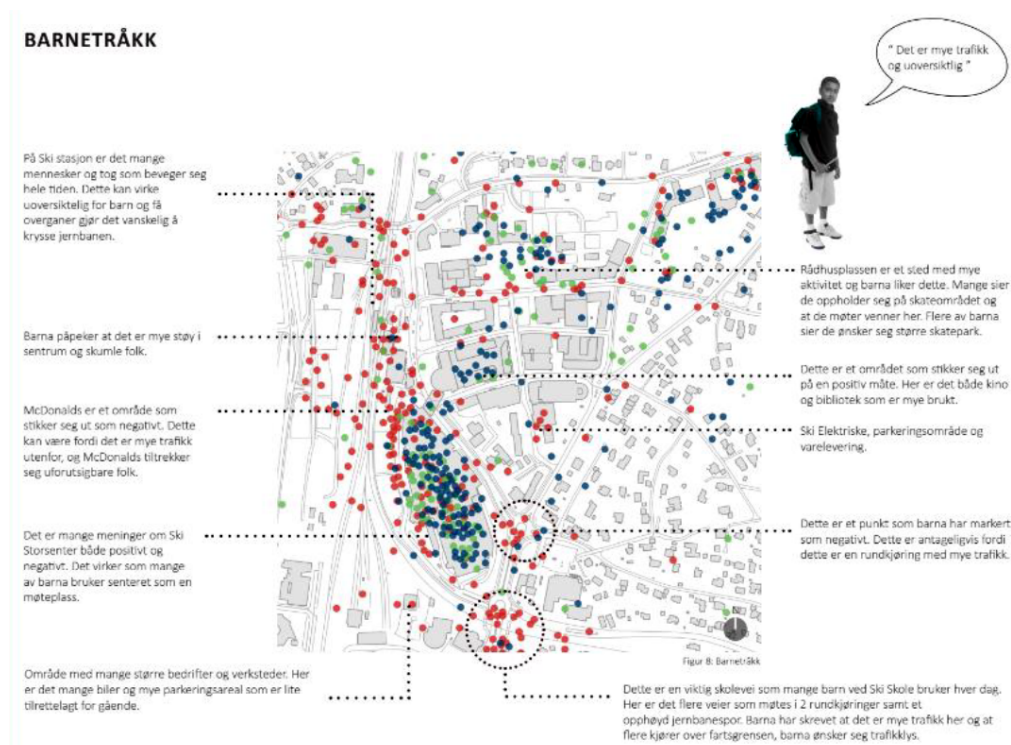 BARNETRÅKK
" Det er mye trafikk
og uoversiktlig "
På Ski stasjon er det mange
mennesker og tog som beveger seg
hele tiden. Dette kan virke
uoversiktelig for barn og få
overganer gjør det vanskelig å
krysse jernbanen.
Barna påpeker at det er mye støy i
sentrum og skumle folk.
McDonalds er et område som
stikker seg ut som negativt. Dette
kan være fordi det er mye trafikk
utenfor, og McDonalds tiltrekker
seg uforutsigbare folk.
Det er mange meninger om Ski
Storsenter både positivt og
negativt. Det virker som mange
av barna bruker senteret som en
møteplass.
Område med mange større bedrifter og verksteder. Her
er det mange biler og mye parkeringsareal som er lite
tilrettelagt for gående.
Rådhusplassen er et sted med mye
aktivitet og barna liker dette. Mange sier
de oppholder seg på skateområdet og
at de møter venner her. Flere av barna
sier de ønsker seg større skatepark.
Dette er et området som stikker seg ut
på en positiv måte. Her er det både kino
og bibliotek som er mye brukt.
Ski Elektriske, parkeringsområde og
varelevering.
Dette er et punkt som barna har markert
som negativt. Dette er antageligvis fordi
dette er en rundkjøring med mye trafikk.
N
Figur 8: Barnetråkk
Dette er en viktig skolevei som mange barn ved Ski Skole bruker hver dag.
Her er det flere veier som møtes i 2 rundkjøringer samt et
opphøyd jernbanespor. Barna har skrevet at det er mye trafikk her og at
flere kjører over fartsgrensen, barna ønsker seg trafikklys.